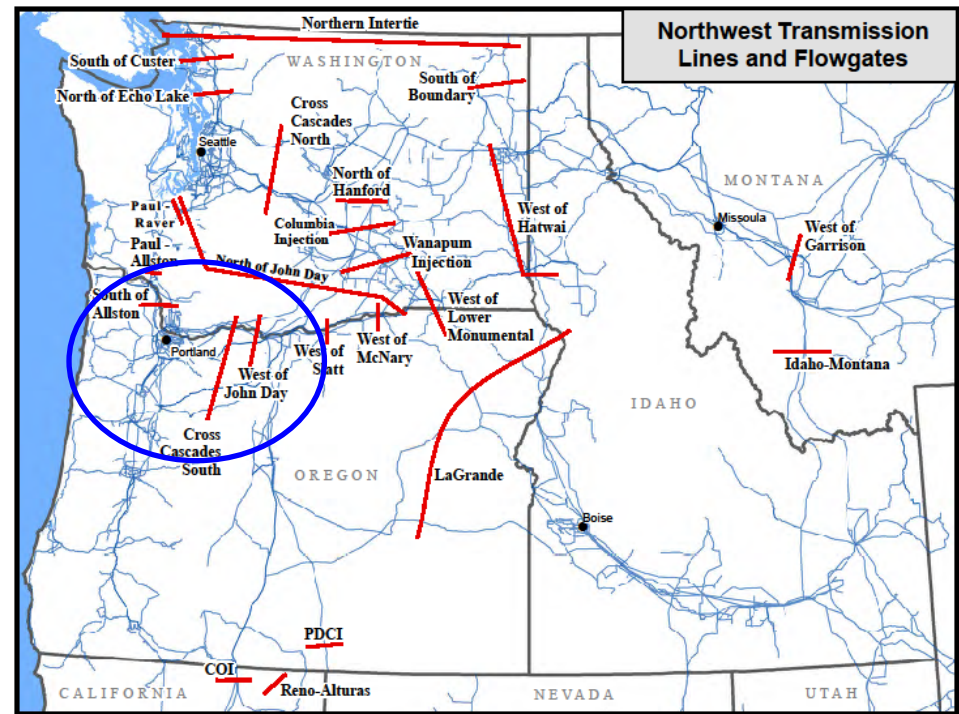 Northwest Transmission
Lines and Flowgates
Northern Intertie
South of Custer
WASHINGTON
North of Echo Lake
South of
Boundary
Cross
Cascades
North
Seattle
North of
Hanford
MONTANA
Paul -
Raver
Columbia
Injection
West of
Hatwai
Missoula
West of
Garrison
Paul -
Allston
North of John Day
Wanapum
Injection
South of
Allston
West of
Lower
Monumental
Portland
West of
Slatt
West of
McNary
West of
John Day
Idaho-Montana
IDAHO
Cross
Cascades
South
OREGON
LaGrande
Boise
PDCI
COI
Reno-Alturas
CALIFORNIA
NEVADA
UTAH